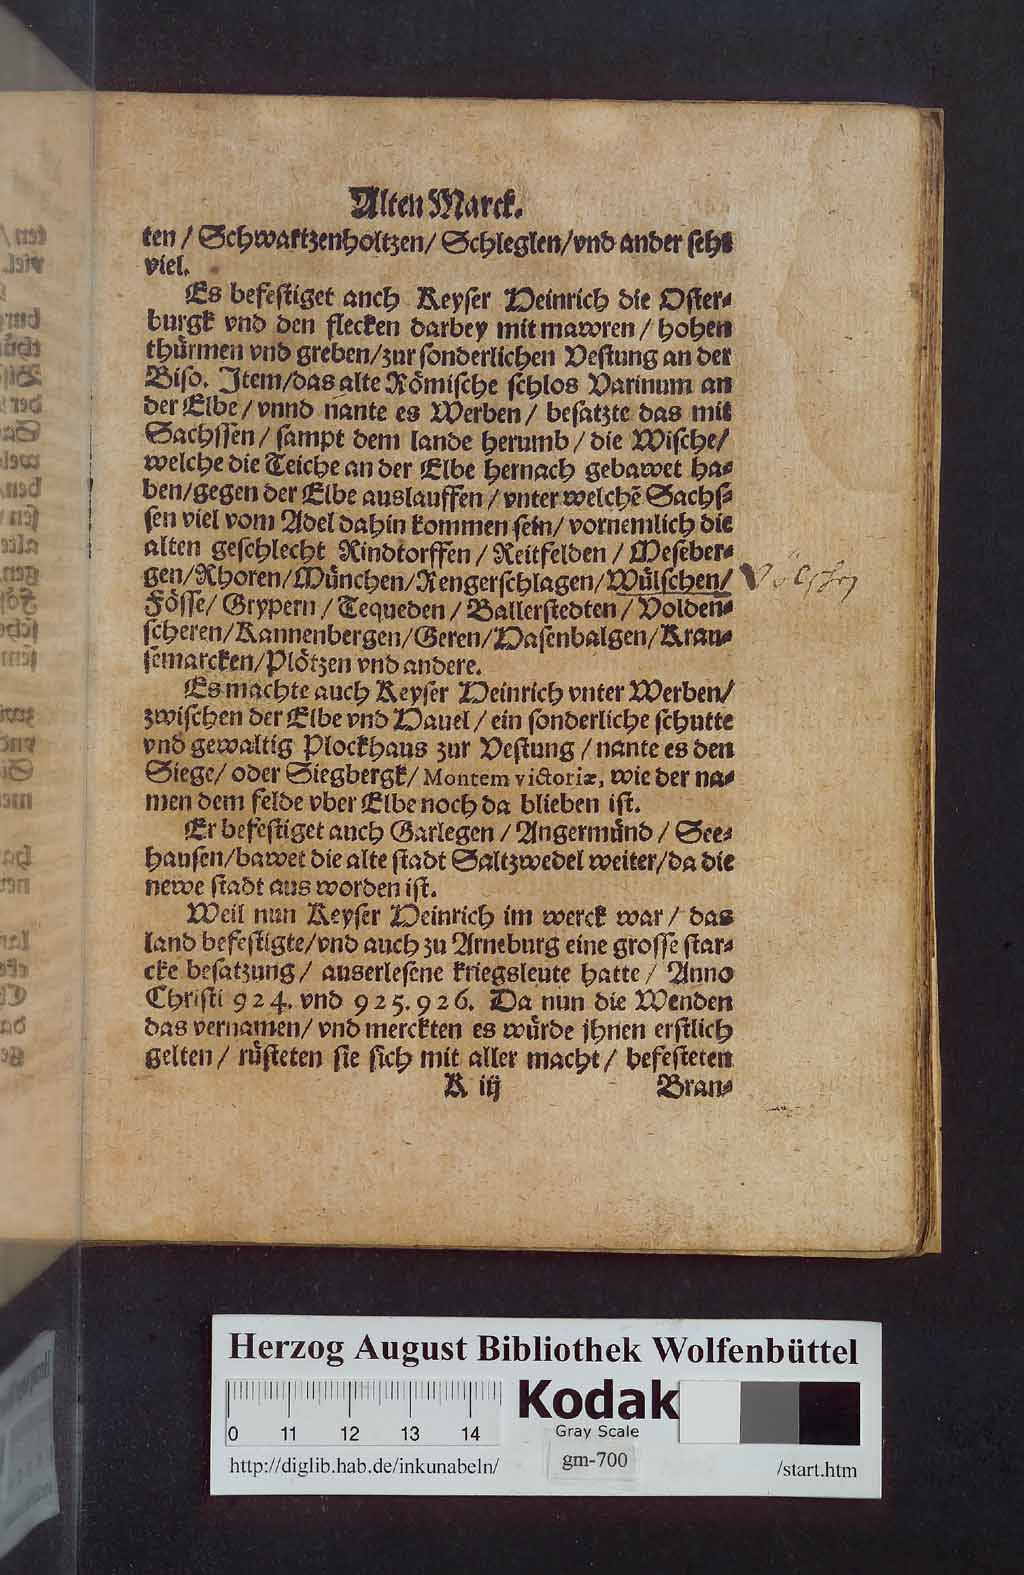 Alten Marck.
ten / Schwartzenholtzen / Schleglen / vnd ander sehr
viel.
Es befestiget auch Keyser Heinrich die Oster-
burgk vnd den flecken darbey mit mawren / hohen
thürmen vnd greben / zur sonderlichen Vestung an der
Biso. Item / das alte Römische schlos Varinum an
der Elbe / vnnd nante es Werben / besatzte das mit
Sachssen / sampt dem lande herumb / die Wische /
welche die Teiche an der Elbe hernach gebawet ha-
ben / gegen der Elbe auslauffen / vnter welchē Sachs-
sen viel vom Adel dahin kommen sein / vornemlich die
alten geschlecht Rindtorffen / Reitfelden / Meseber-
gen / Rhoren / München / Rengerschlagen / Wülschen /
Fösse / Grypern / Tequeden / Ballerstedten / Volden-
scheren / Kannenbergen / Geren / Hasenbalgen / Krau-
semarcken / Plötzen vnd andere.
Es machte auch Keyser Heinrich vnter Werben /
zwischen der Elbe vnd Hauel / ein sonderliche schutte
vnd gewaltig Plockhaus zur Vestung / nante es den
Siege / oder Siegbergk / Montem victoriæ, wie der na-
men dem felde vber Elbe noch da blieben ist.
Er befestiget auch Garlegen / Angermünd / See-
hausen / bawet die alte stadt Saltzwedel weiter / da die
newe stadt aus worden ist.
Weil nun Keyser Heinrich im werck war / das
land befestigte / vnd auch zu Arneburg eine grosse star-
cke besatzung / auserlesene kriegsleute hatte / Anno
Christi 924. vnd 925. 926. Da nun die Wenden
das vernamen / vnd merckten es würde jhnen erstlich
gelten / rüsteten sie sich mit aller macht / befesteten
K iij
Bran-
Herzog August Bibliothek Wolfenbüttel
0 11 12 13 14
Kodak
Gray Scale
gm-700
http://diglib.hab.de/inkunabeln/
/start.htm